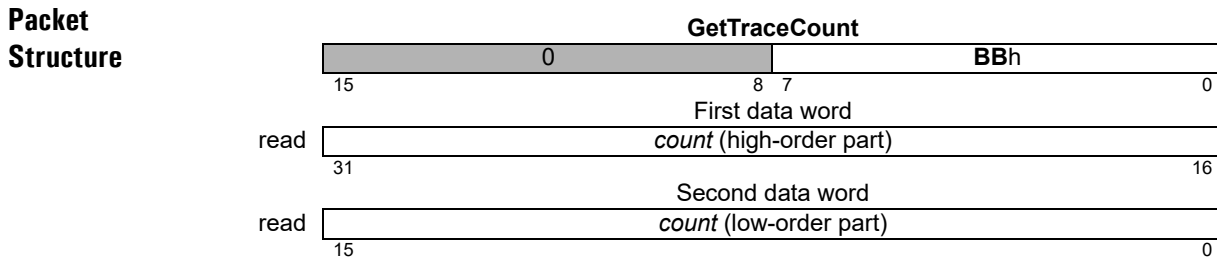 Packet
Structure
GetTraceCount
0 BBh
15 8 7 0
First data word
read count (high-order part)
31 16
Second data word
read count (low-order part)
15 0